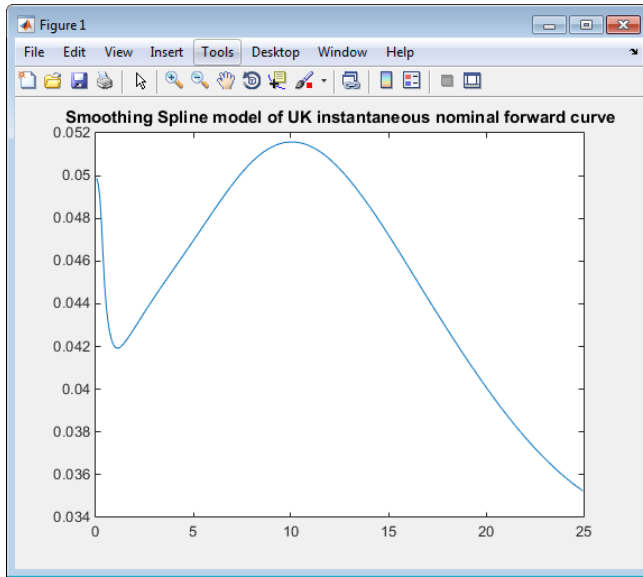 Figure 1
File Edit View Insert Tools Desktop Window Help
Smoothing Spline model of UK instantaneous nominal forward curve
0.052
0.05
0.048
0.046
0.044
0.042
0.04
0.038
0.036
0.034
0 5 10 15 20 25